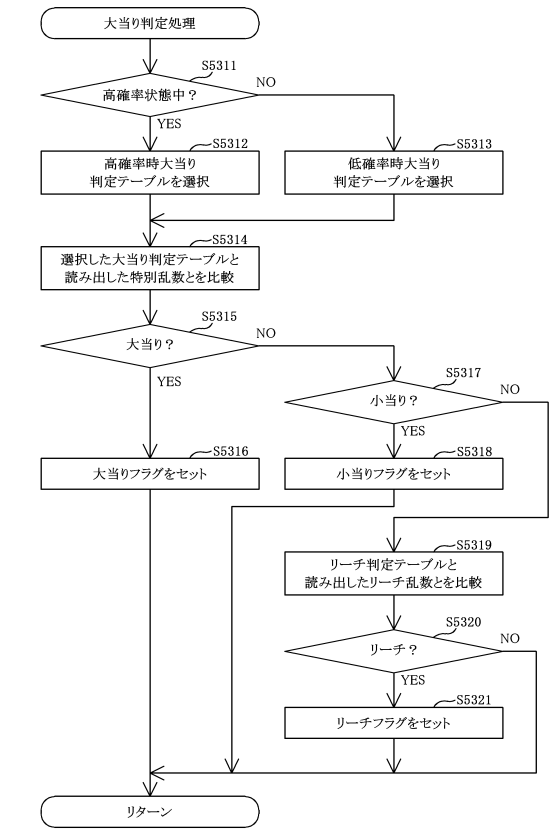 大当り判定処理
S5311
高確率状態中？
NO
YES
S5312
高確率時大当り
判定テーブルを選択
S5313
低確率時大当り
判定テーブルを選択
S5314
選択した大当り判定テーブルと
読み出した特別乱数とを比較
S5315
大当り？
NO
YES
S5317
小当り？
NO
YES
S5316
大当りフラグをセット
S5318
小当りフラグをセット
S5319
リーチ判定テーブルと
読み出したリーチ乱数とを比較
S5320
リーチ？
NO
YES
S5321
リーチフラグをセット
リターン